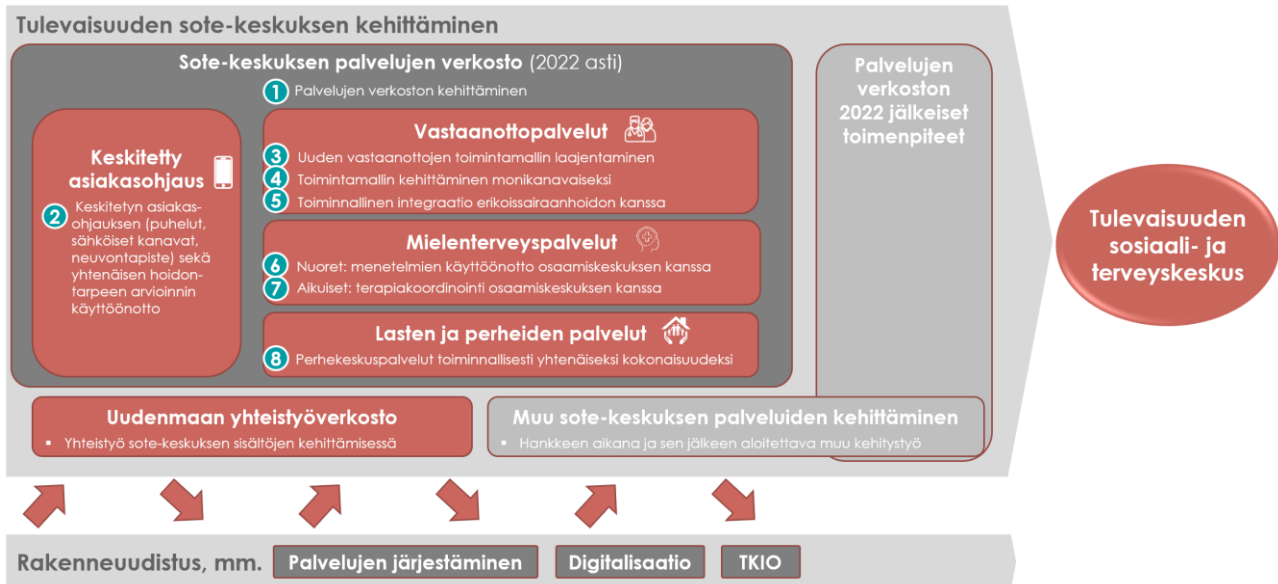 Tulevaisuuden sote-keskuksen kehittäminen
Sote-keskuksen palvelujen verkosto (2022 asti)
1 Palvelujen verkoston kehittäminen
Keskitetty
asiakasohjaus
2 Keskitetyn asiakas-
ohjauksen (puhelut,
sähköiset kanavat,
neuvontapiste) sekä
yhtenäisen hoidon-
tarpeen arvioinnin
käyttöönotto
Vastaanottopalvelut
3 Uuden vastaanottojen toimintamallin laajentaminen
4 Toimintamallin kehittäminen monikanavaiseksi
5 Toiminnallinen integraatio erikoissairaanhoidon kanssa
Mielenterveyspalvelut
6 Nuoret: menetelmien käyttöönotto osaamiskeskuksen kanssa
7 Aikuiset: terapiakoordinointi osaamiskeskuksen kanssa
Lasten ja perheiden palvelut
8 Perhekeskuspalvelut toiminnallisesti yhtenäiseksi kokonaisuudeksi
Palvelujen
verkoston
2022 jälkeiset
toimenpiteet
Uudenmaan yhteistyöverkosto
▪ Yhteistyö sote-keskuksen sisältöjen kehittämisessä
Muu sote-keskuksen palveluiden kehittäminen
▪ Hankkeen aikana ja sen jälkeen aloitettava muu kehitystyö
Tulevaisuuden
sosiaali- ja
terveyskeskus
Rakenneuudistus, mm.
Palvelujen järjestäminen
Digitalisaatio
TKIO